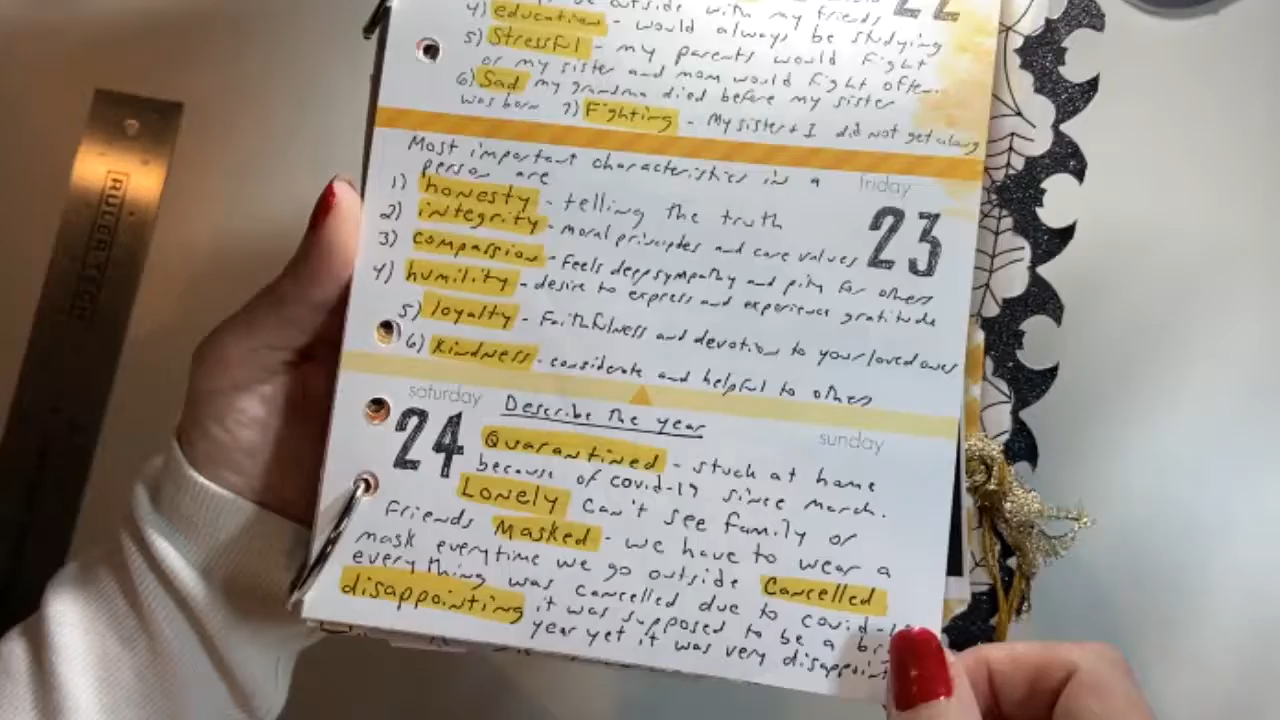 outside with my friends 22
4) education - would always be studying
5) Stressful - my parents would fight
or my sister and mom would fight often.
6) Sad my grandma died before my sister
was born 7) Fighting - My sister + I did not get along
Most important characteristics in a
person are
friday
23
1) honesty - telling the truth
2) integrity - moral principles and core values
3) compassion - Feels deep sympathy and pity for others
4) humility - desire to express and experience gratitude
5) loyalty - Faithfulness and devotion to your loved ones
6) Kindness - considerate and helpful to others
saturday
24
Describe the year
sunday
Quarantined - stuck at home
because of covid-19 since march.
Lonely Can't see family or
Friends Masked - we have to wear a
mask everytime we go outside Cancelled
everything was cancelled due to covid-
disappointing it was supposed to be a
year yet it was very
RULERTECH